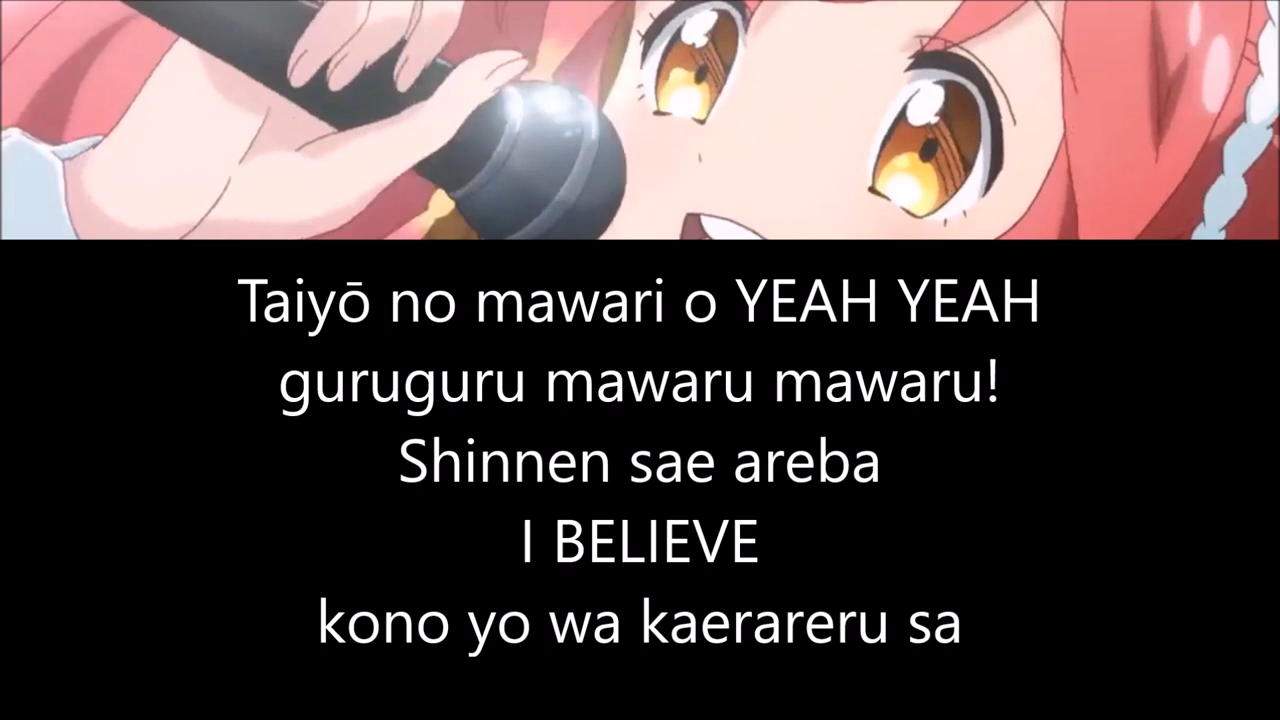 Taiyō no mawari o YEAH YEAH
guruguru mawaru mawaru!
Shinnen sae areba
I BELIEVE
kono yo wa kaerareru sa